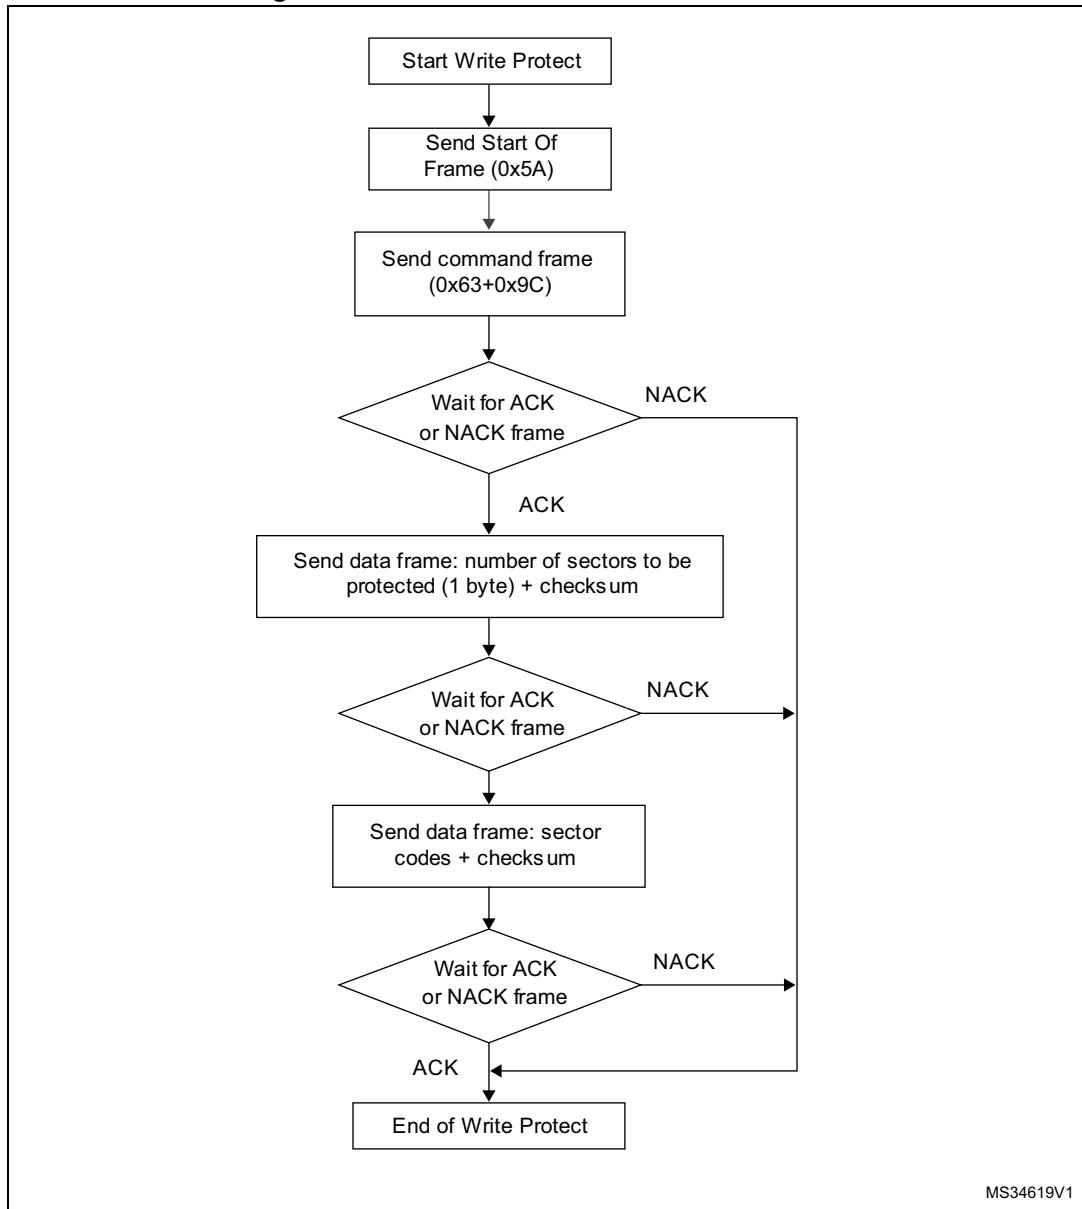 Start Write Protect
Send Start Of
Frame (0x5A)
Send command frame
(0x63+0x9C)
Wait for ACK
or NACK frame
NACK
ACK
Send data frame: number of sectors to be
protected (1 byte) + checksum
Wait for ACK
or NACK frame
NACK
Send data frame: sector
codes + checksum
Wait for ACK
or NACK frame
NACK
ACK
End of Write Protect
MS34619V1